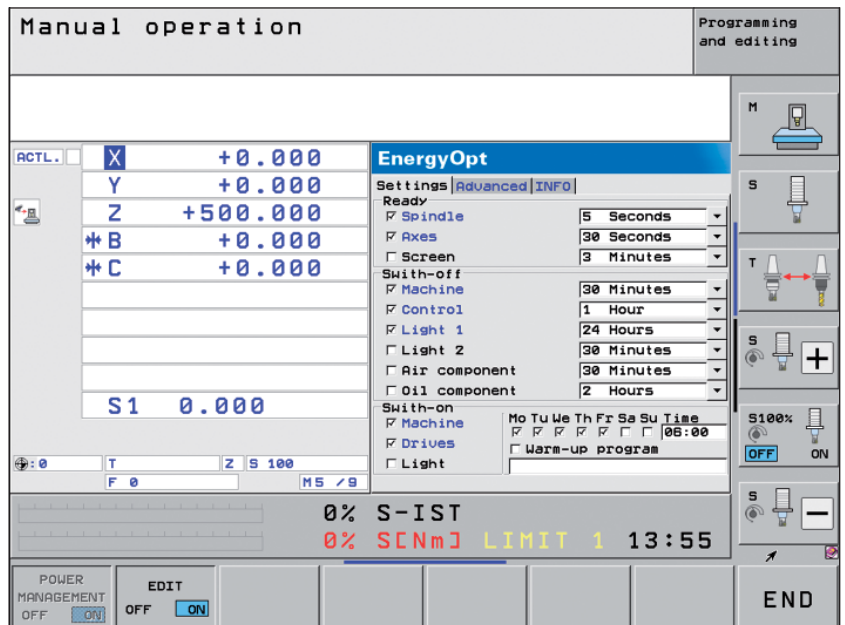 Manual operation
Programming
and editing
ACTL. X +0.000
Y +0.000
Z +500.000
B +0.000
C +0.000
S1 0.000
⊕: 0 T Z S 100
F 0 M5 /9
EnergyOpt
Settings Advanced INFO
Ready
Spindle 5 Seconds
Axes 30 Seconds
Screen 3 Minutes
Swith-off
Machine 30 Minutes
Control 1 Hour
Light 1 24 Hours
Light 2 30 Minutes
Air component 30 Minutes
Oil component 2 Hours
Swith-on
Machine Mo Tu We Th Fr Sa Su Time
06:00
Drives Warm-up program
Light
0% S-IST
0% S[Nm] LIMIT 1 13:55
M
S
T
S +
S100%
OFF ON
S −
POWER
MANAGEMENT
OFF ON
EDIT
OFF ON
END